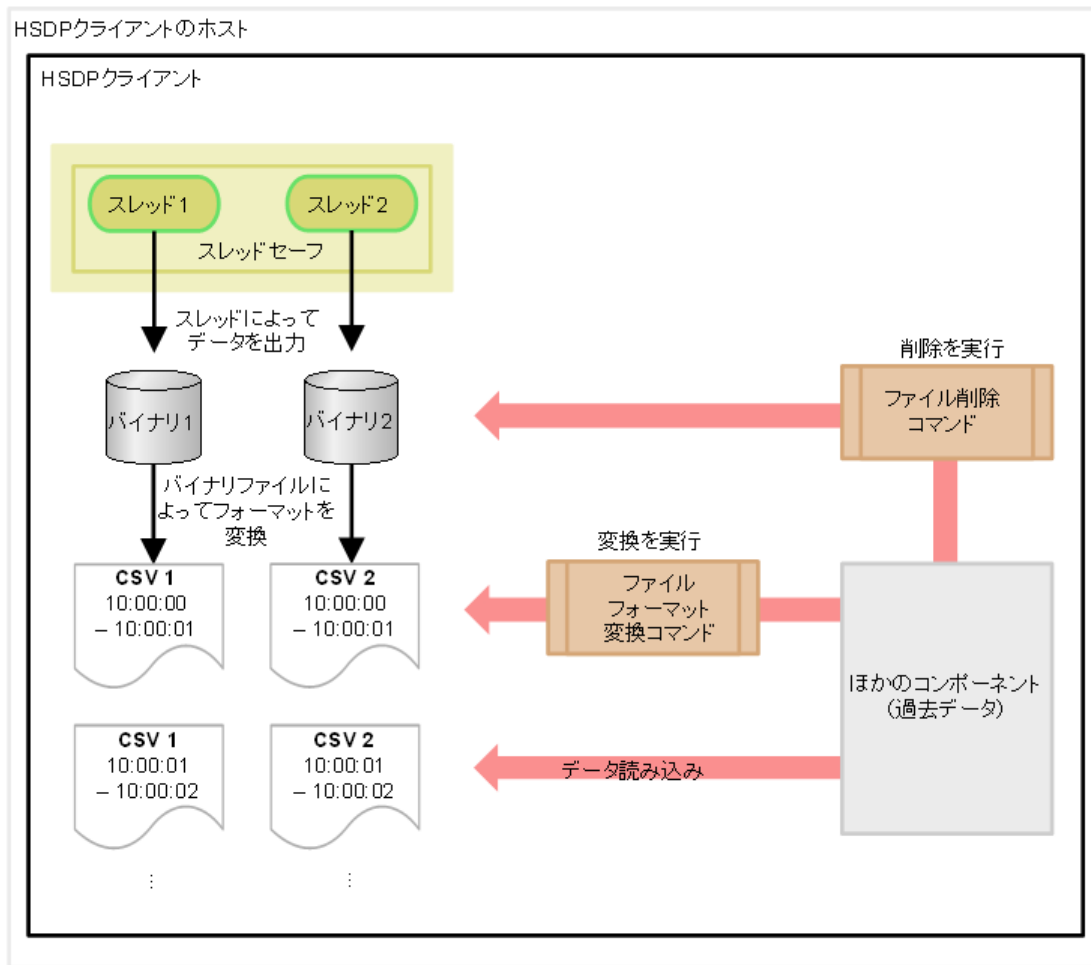 HSDPクライアントのホスト
HSDPクライアント
スレッド1
スレッド2
スレッドセーフ
スレッドによって
データを出力
バイナリ1
バイナリ2
バイナリファイルに
よってフォーマットを
変換
削除を実行
ファイル削除
コマンド
変換を実行
ファイル
フォーマット
変換コマンド
ほかのコンポーネント
(過去データ)
CSV 1
10:00:00
– 10:00:01
CSV 2
10:00:00
– 10:00:01
CSV 1
10:00:01
– 10:00:02
CSV 2
10:00:01
– 10:00:02
データ読み込み
⋮
⋮